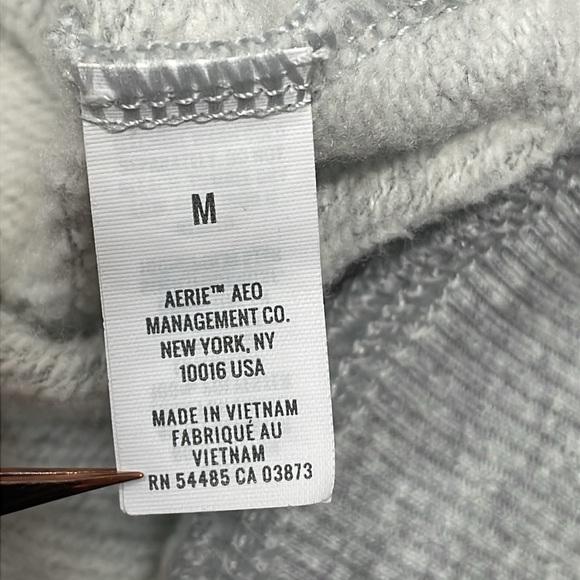 M
AERIE™ AEO
MANAGEMENT CO.
NEW YORK, NY
10016 USA
MADE IN VIETNAM
FABRIQUÉ AU
VIETNAM
RN 54485 CA 03873